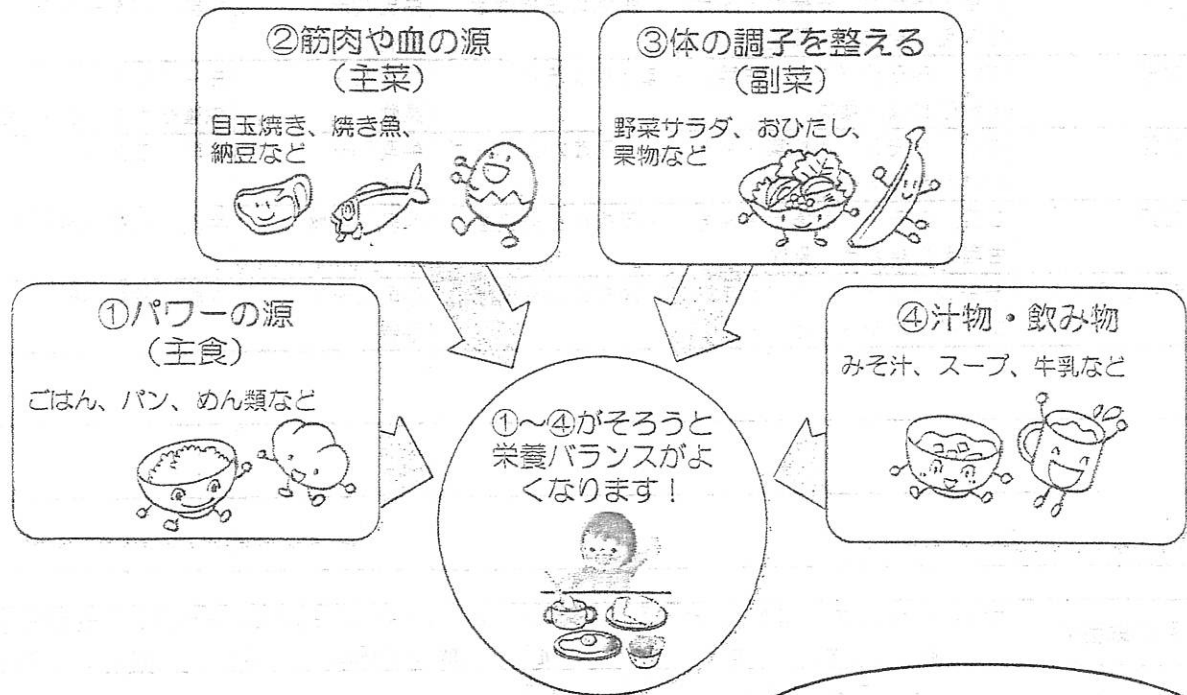 ②筋肉や血の源
(主菜)
目玉焼き、焼き魚、
納豆など
③体の調子を整える
(副菜)
野菜サラダ、おひたし、
果物など
①パワーの源
(主食)
ごはん、パン、めん類など
④汁物・飲み物
みそ汁、スープ、牛乳など
①～④がそろうと
栄養バランスがよ
くなります!